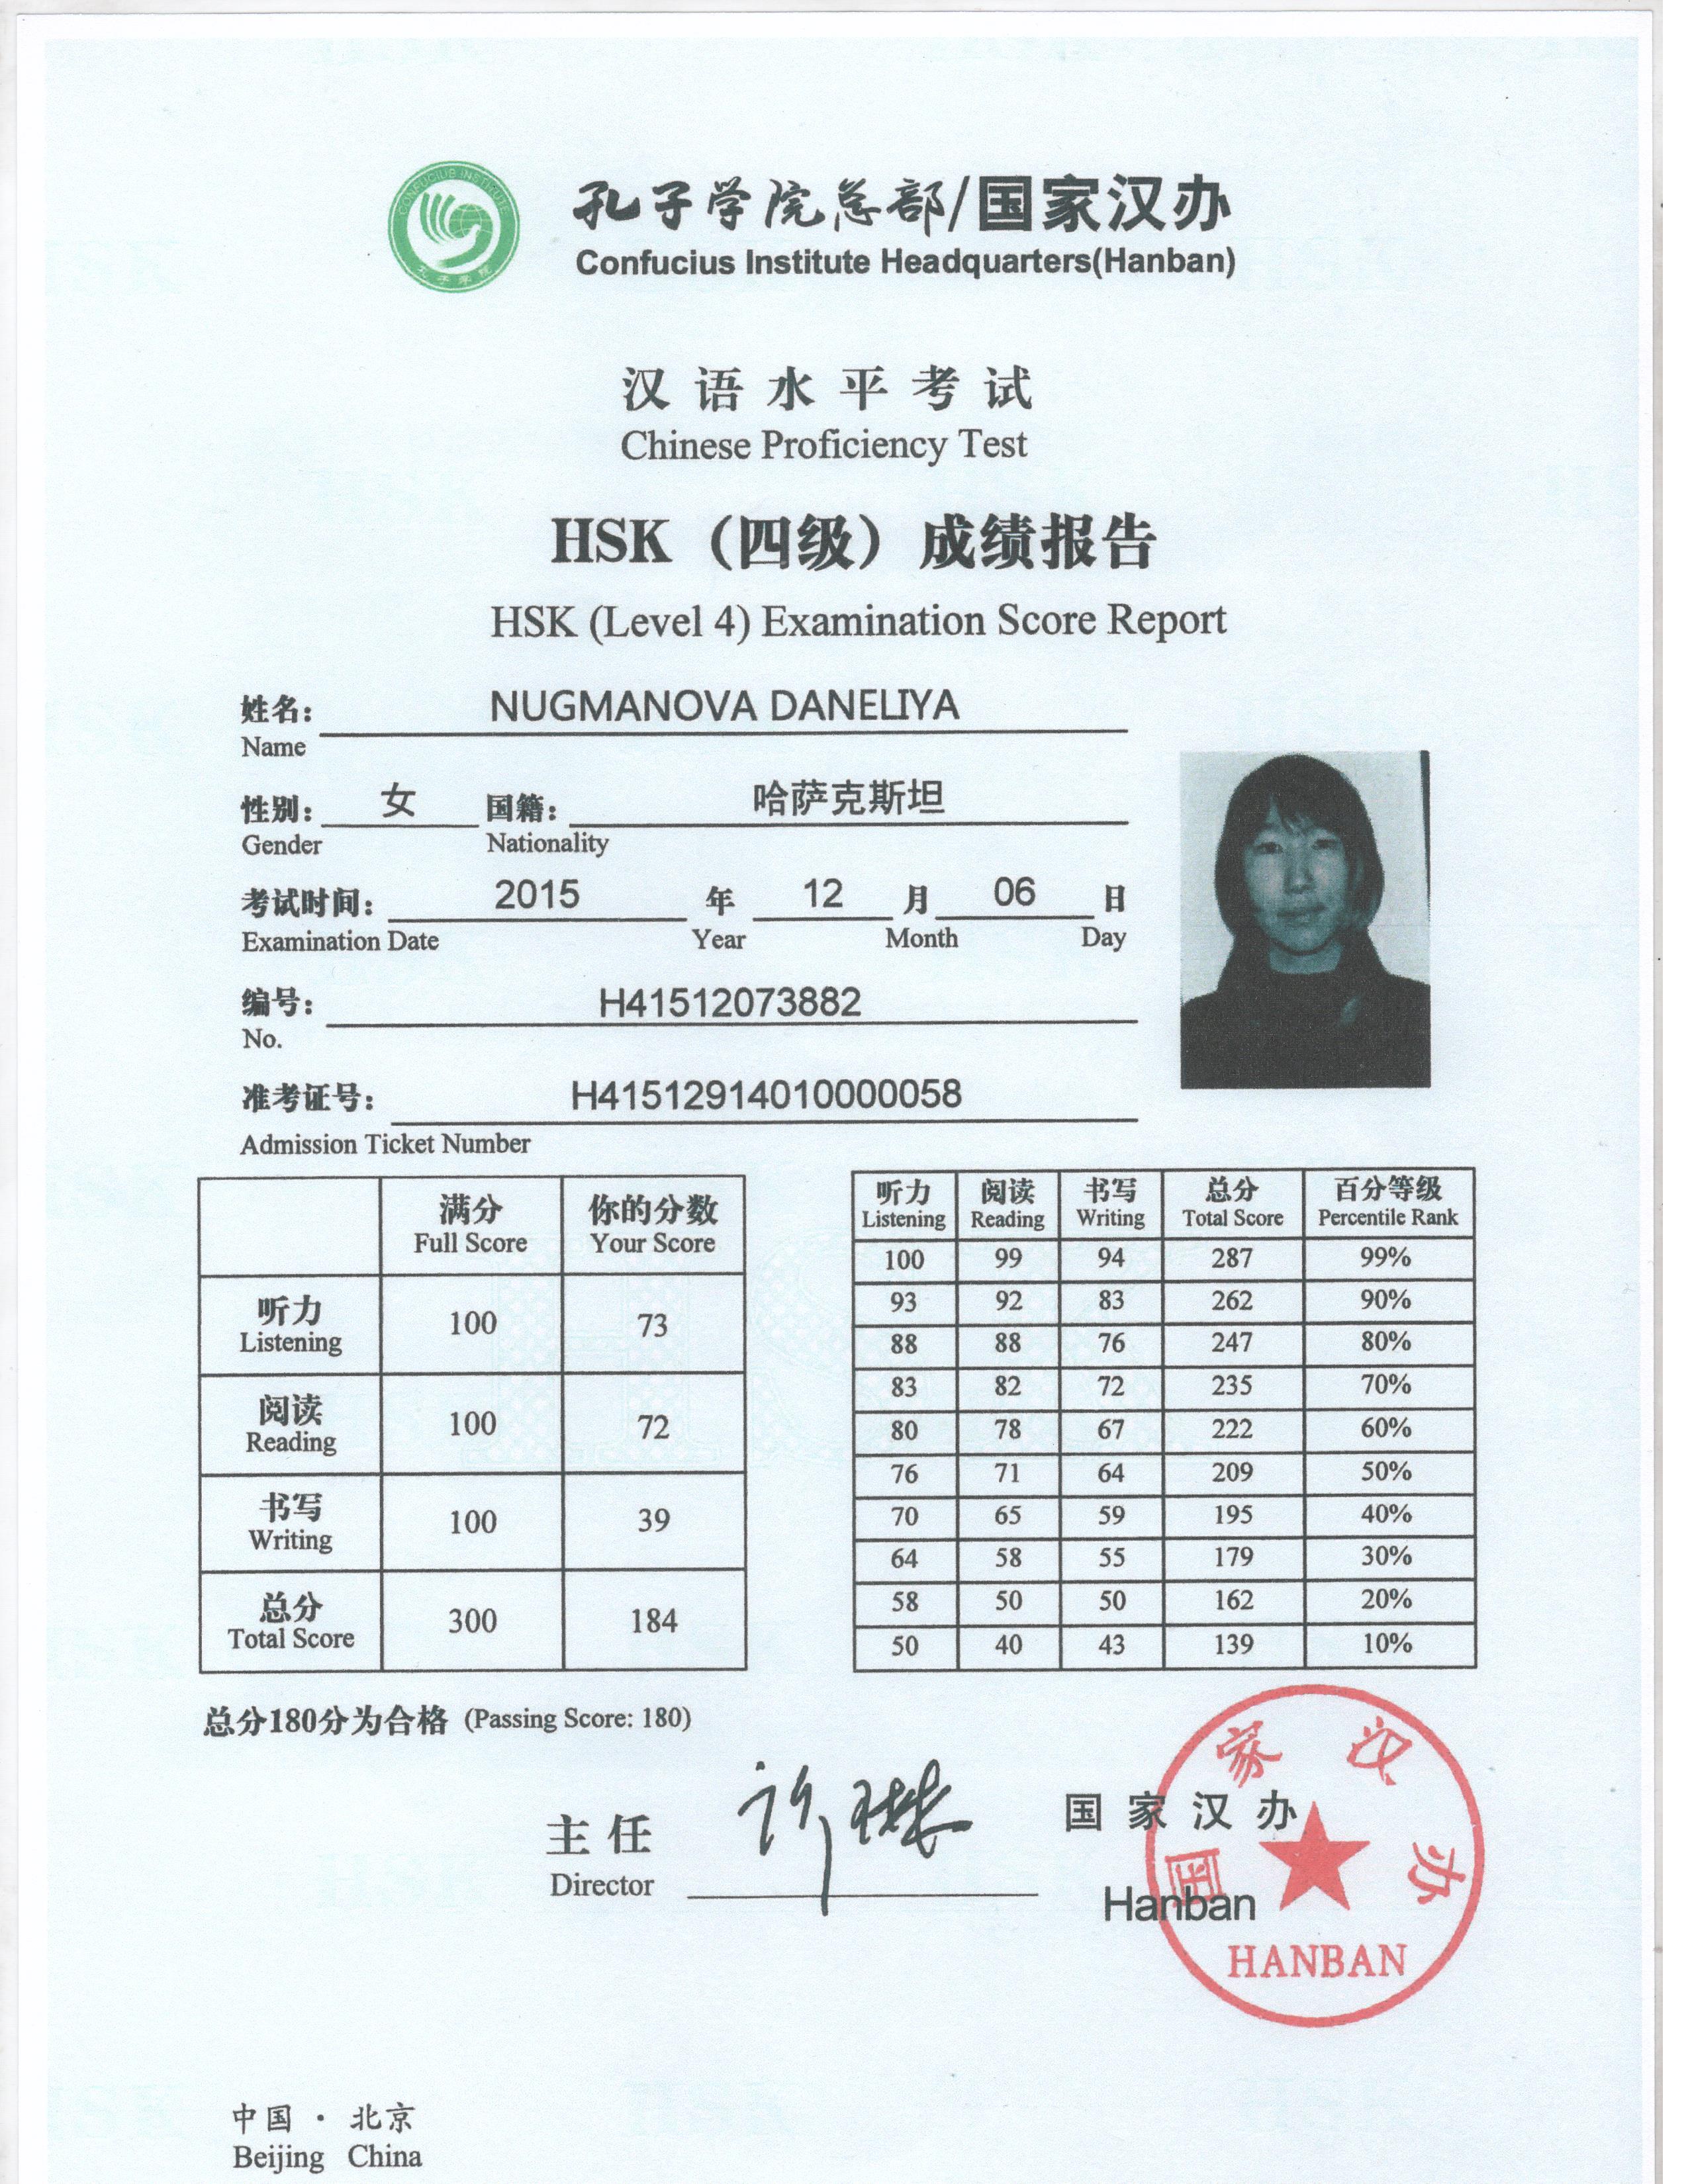 CONFUCIUS INSTITUTE
孔子学院
孔子学院总部/国家汉办
Confucius Institute Headquarters(Hanban)
汉语水平考试
Chinese Proficiency Test
HSK（四级）成绩报告
HSK (Level 4) Examination Score Report
姓名: NUGMANOVA DANELIYA
Name
性别: 女 国籍: 哈萨克斯坦
Gender Nationality
考试时间: 2015 年 12 月 06 日
Examination Date Year Month Day
编号: H41512073882
No.
准考证号: H41512914010000058
Admission Ticket Number
满分 你的分数
Full Score Your Score
听力 100 73
Listening
阅读 100 72
Reading
书写 100 39
Writing
总分 300 184
Total Score
听力 阅读 书写 总分 百分等级
Listening Reading Writing Total Score Percentile Rank
100 99 94 287 99%
93 92 83 262 90%
88 88 76 247 80%
83 82 72 235 70%
80 78 67 222 60%
76 71 64 209 50%
70 65 59 195 40%
64 58 55 179 30%
58 50 50 162 20%
50 40 43 139 10%
总分180分为合格 (Passing Score: 180)
主任 许琳
Director
国家汉办
Hanban
国家汉办
HANBAN
中国·北京
Beijing China